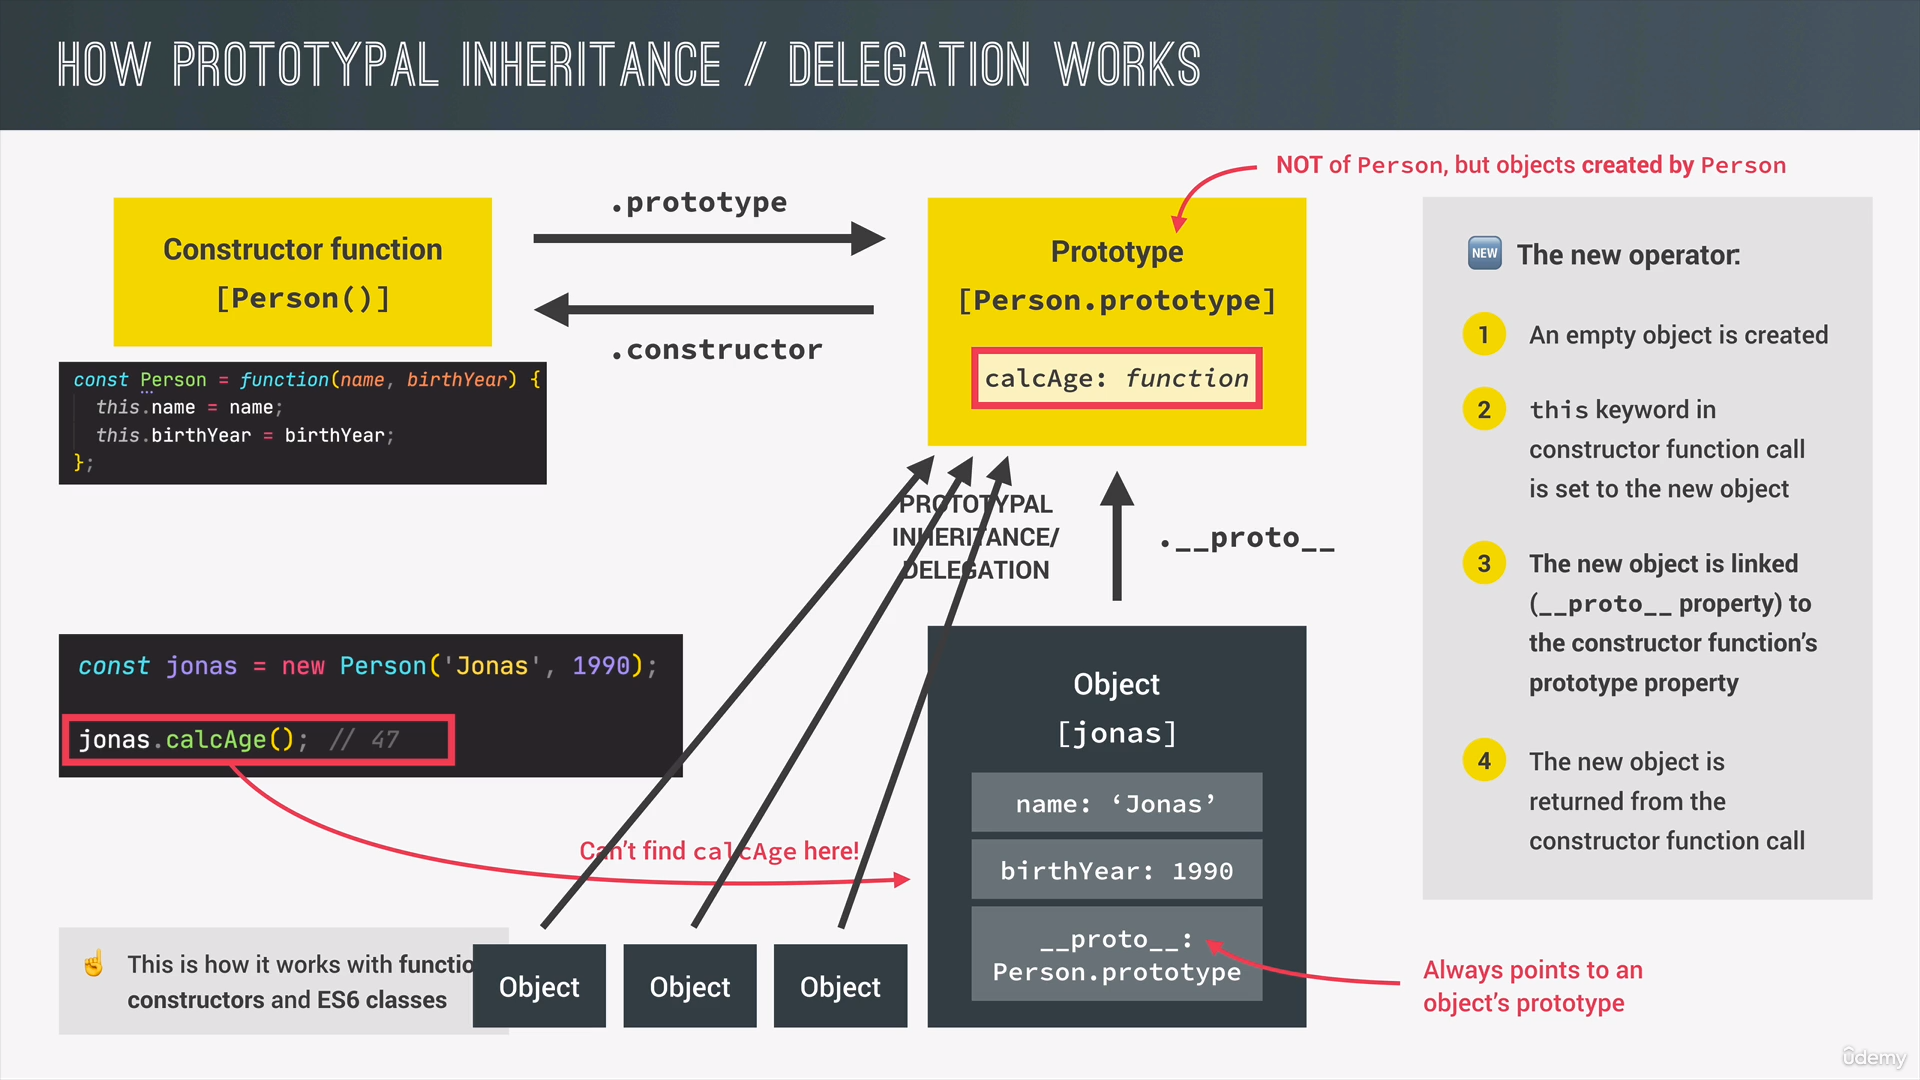 HOW PROTOTYPAL INHERITANCE / DELEGATION WORKS
NOT of Person, but objects created by Person
Constructor function
[Person()]
.prototype
.constructor
Prototype
[Person.prototype]
calcAge: function
const Person = function(name, birthYear) {
this.name = name;
this.birthYear = birthYear;
};
PROTOTYPAL
INHERITANCE/
DELEGATION
.__proto__
const jonas = new Person('Jonas', 1990);
jonas.calcAge(); // 47
Can't find calcAge here!
Object
[jonas]
name: ‘Jonas’
birthYear: 1990
__proto__:
Person.prototype
Always points to an
object’s prototype
NEW The new operator:
1 An empty object is created
2 this keyword in
constructor function call
is set to the new object
3 The new object is linked
(__proto__ property) to
the constructor function’s
prototype property
4 The new object is
returned from the
constructor function call
This is how it works with functio
constructors and ES6 classes
Object
Object
Object
ûdemy